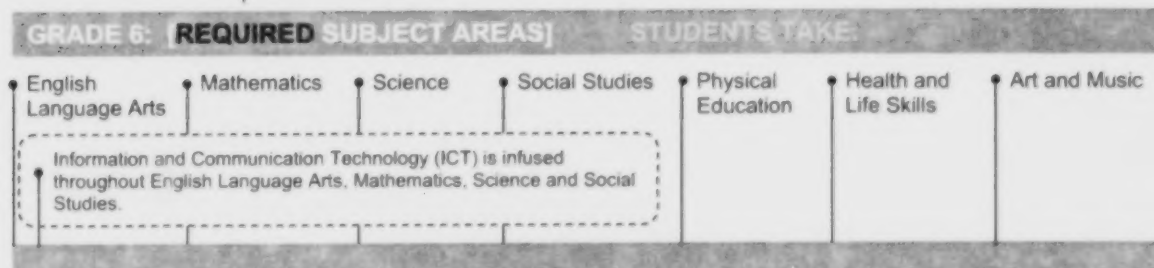 GRADE 6: [REQUIRED SUBJECT AREAS] STUDENTS TAKE:
English
Language Arts
Mathematics
Science
Social Studies
Physical
Education
Health and
Life Skills
Art and Music
Information and Communication Technology (ICT) is infused
throughout English Language Arts, Mathematics, Science and Social
Studies.